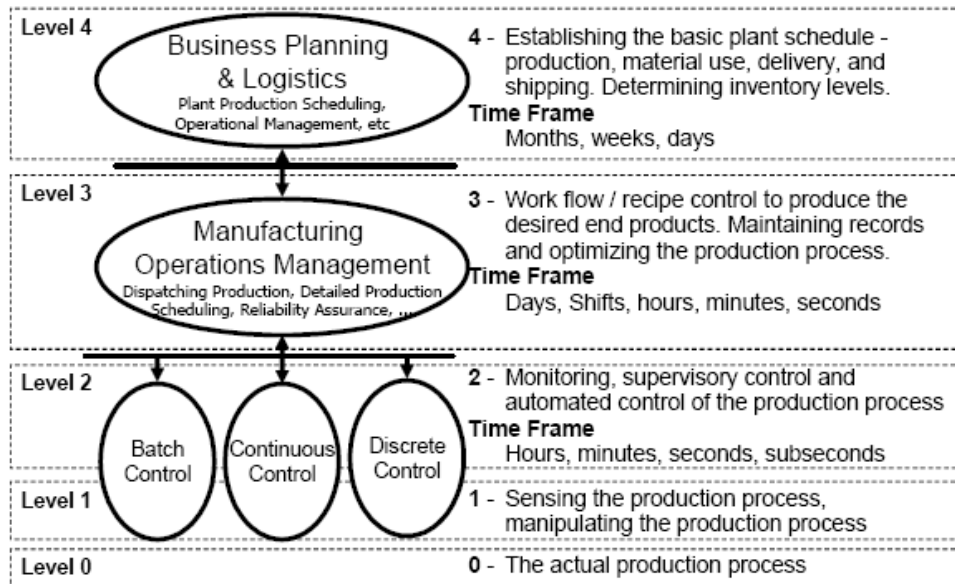 Level 4
Business Planning
& Logistics
Plant Production Scheduling,
Operational Management, etc
4 - Establishing the basic plant schedule -
production, material use, delivery, and
shipping. Determining inventory levels.
Time Frame
Months, weeks, days
Level 3
Manufacturing
Operations Management
Dispatching Production, Detailed Production
Scheduling, Reliability Assurance, ...
3 - Work flow / recipe control to produce the
desired end products. Maintaining records
and optimizing the production process.
Time Frame
Days, Shifts, hours, minutes, seconds
Level 2
Batch
Control
Continuous
Control
Discrete
Control
2 - Monitoring, supervisory control and
automated control of the production process
Time Frame
Hours, minutes, seconds, subseconds
Level 1
1 - Sensing the production process,
manipulating the production process
Level 0
0 - The actual production process